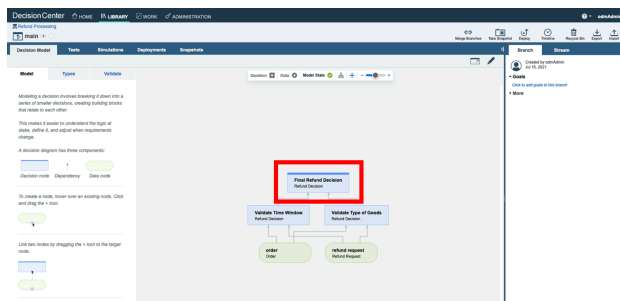 Decision Center HOME LIBRARY WORK ADMINISTRATION odmAdmin
Refund Processing
main
Merge Branches Take Snapshot Deploy Timeline Recycle Bin Export Import
Decision Model Tests Simulations Deployments Snapshots Branch Stream
Model Types Validate
Decision Data Model State
Created by odmAdmin
Jul 15, 2021
Goals
Click to add goals to this branch
More
Modeling a decision involves breaking it down into a
series of smaller decisions, creating building blocks
that relate to each other.
This makes it easier to understand the logic at
stake, define it, and adjust when requirements
change.
A decision diagram has three components:
Decision node Dependency Data node
To create a node, hover over an existing node. Click
and drag the + icon.
Link two nodes by dragging the + icon to the target
node.
Final Refund Decision
Refund Decision
Validate Time Window
Refund Decision
Validate Type of Goods
Refund Decision
order
Order
refund request
Refund Request